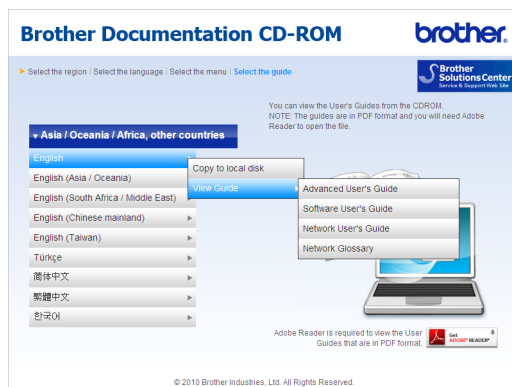 Brother Documentation CD-ROM
brother.
Select the region | Select the language | Select the menu | Select the guide
Brother
SolutionsCenter
Service & Support Web Site
You can view the User's Guides from the CDROM.
NOTE: The guides are in PDF format and you will need Adobe
Reader to open the file.
Asia / Oceania / Africa, other countries
English
English (Asia / Oceania)
English (South Africa / Middle East)
English (Chinese mainland)
English (Taiwan)
Türkçe
简体中文
繁體中文
한국어
Copy to local disk
View Guide
Advanced User's Guide
Software User's Guide
Network User's Guide
Network Glossary
Adobe Reader is required to view the User
Guides that are in PDF format.
Get
ADOBE® READER®
© 2010 Brother Industries, Ltd. All Rights Reserved.